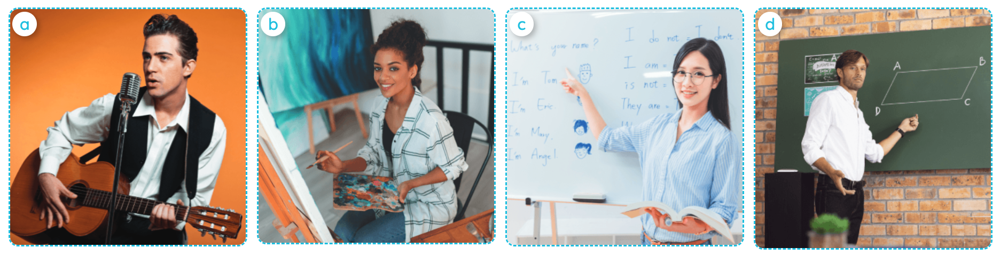 a
b
c
What's your name?
I'm Tom
I'm Eric.
I'm Mary.
I'm Angel.
I do not = I don't.
I am =
is not =
They are =
d
A
B
C
D